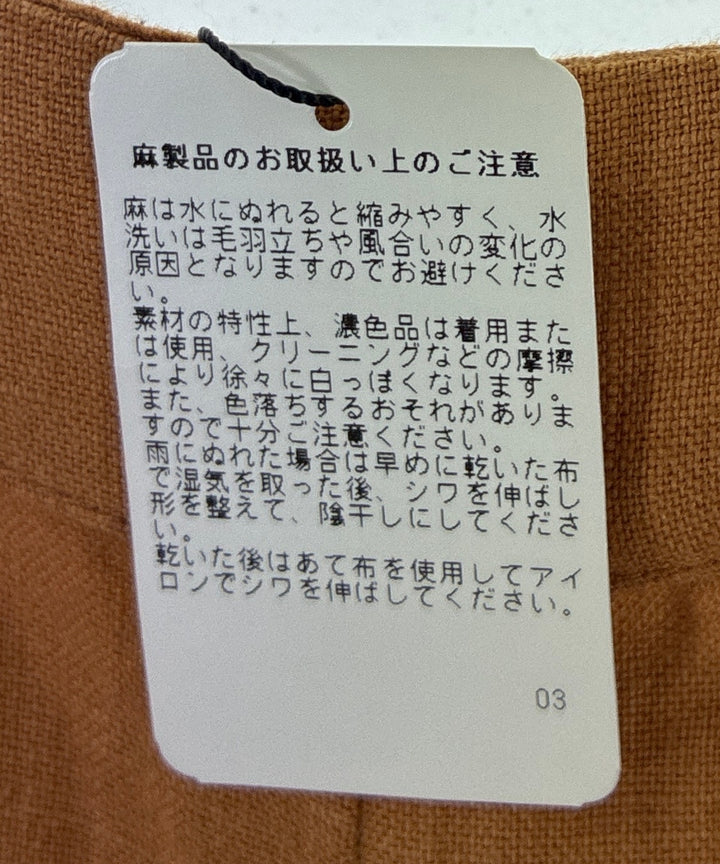 麻製品のお取扱い上のご注意
麻は水にぬれると縮みやすく、水
洗いは毛羽立ちや風合いの変化の
原因となりますのでお避けくださ
い。
素材の特性上、濃色品は着用また
は使用、クリーニングなどの摩擦
により徐々に白っぽくなります。
また、色落ちするおそれがありま
すので十分ご注意ください。
雨にぬれた場合は早めに乾いた布
で湿気を取った後、シワを伸ばし
形を整えて、陰干しにしてくださ
い。
乾いた後はあて布を使用してアイ
ロンでシワを伸ばしてください。
03